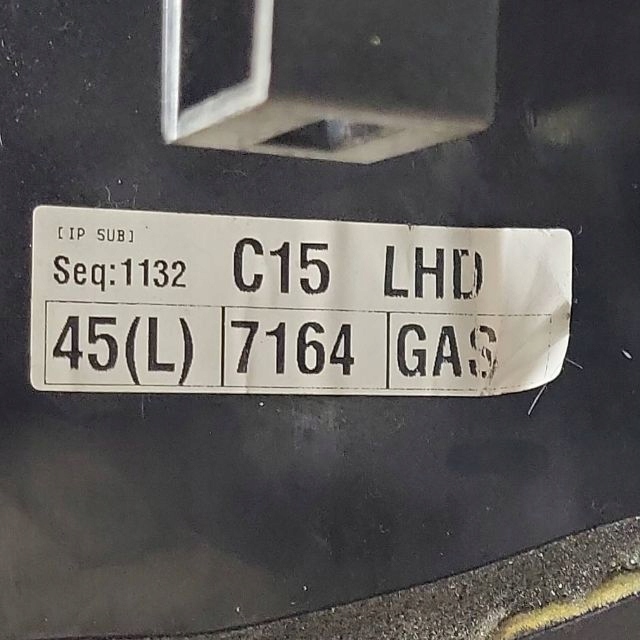 [IP SUB]
Seq:1132 C15 LHD
45(L) 7164 GAS